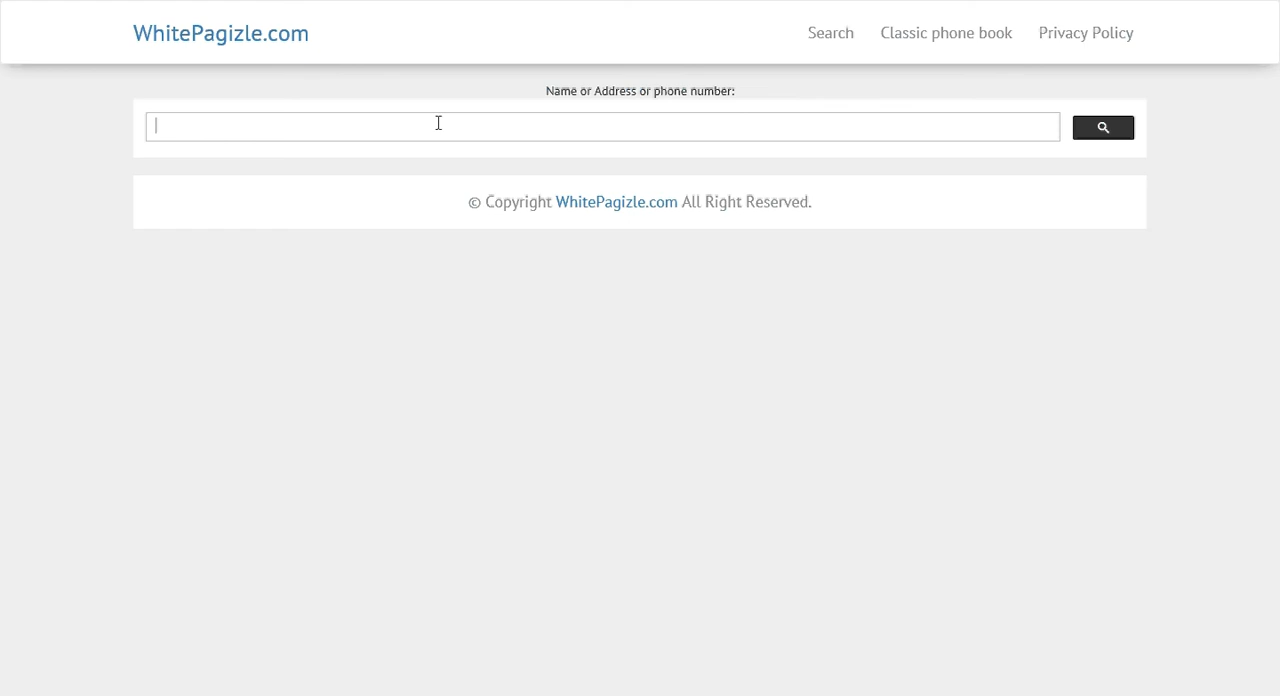 WhitePagizle.com
Search Classic phone book Privacy Policy
Name or Address or phone number:
© Copyright WhitePagizle.com All Right Reserved.